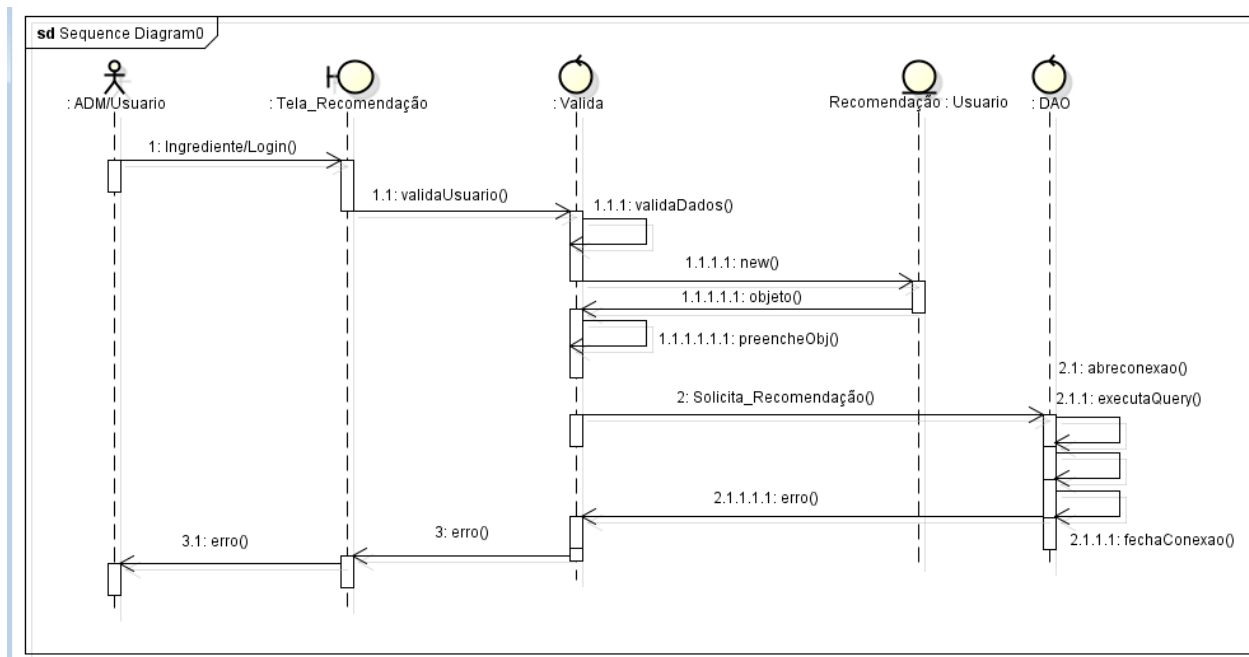 sd Sequence Diagram0
: ADM/Usuario
: Tela_Recomendação
: Valida
Recomendação : Usuario
: DAO
1: Ingrediente/Login()
1.1: validaUsuario()
1.1.1: validaDados()
1.1.1.1: new()
1.1.1.1.1: objeto()
1.1.1.1.1.1: preencheObj()
2.1: abreconexao()
2: Solicita_Recomendação()
2.1.1: executaQuery()
2.1.1.1.1: erro()
3: erro()
3.1: erro()
2.1.1.1: fechaConexao()